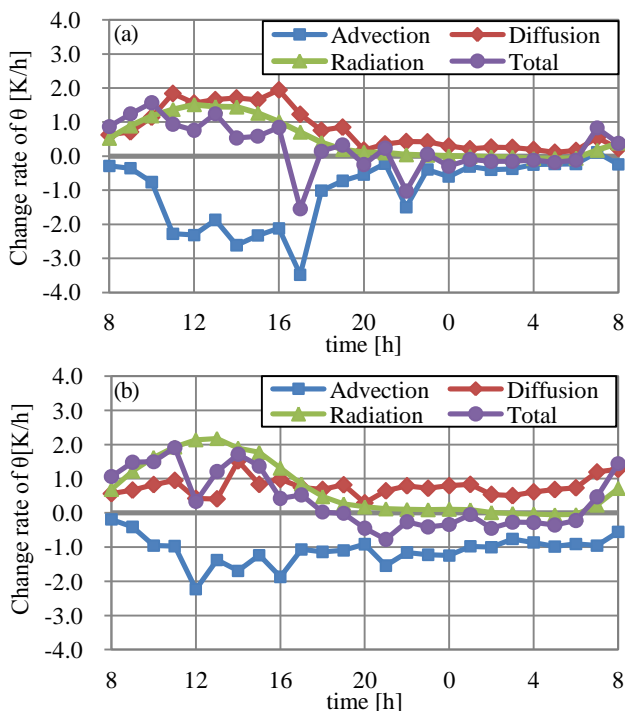 (a)
Advection
Diffusion
Radiation
Total
Change rate of θ [K/h]
4.0
3.0
2.0
1.0
0.0
-1.0
-2.0
-3.0
-4.0
8 12 16 20 0 4 8
time [h]
(b)
Advection
Diffusion
Radiation
Total
Change rate of θ[K/h]
4.0
3.0
2.0
1.0
0.0
-1.0
-2.0
-3.0
-4.0
8 12 16 20 0 4 8
time [h]